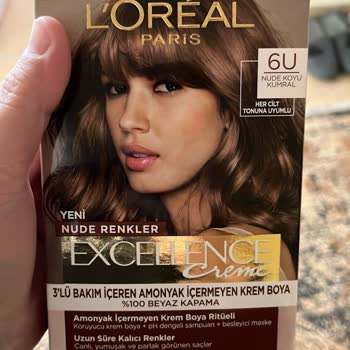 L'ORÉAL
PARIS
6U
NUDE KOYU
KUMRAL
HER CİLT
TONUNA UYUMLU
YENİ
NUDE RENKLER
EXCELLENCE
Creme
3'LÜ BAKIM İÇEREN AMONYAK İÇERMEYEN KREM BOYA
%100 BEYAZ KAPAMA
Amonyak İçermeyen Krem Boya Ritüeli
Koruyucu krem boya + pH dengeli şampuan + besleyici maske
Uzun Süre Kalıcı Renkler
Canlı, yumuşak ve parlak görünen saçlar